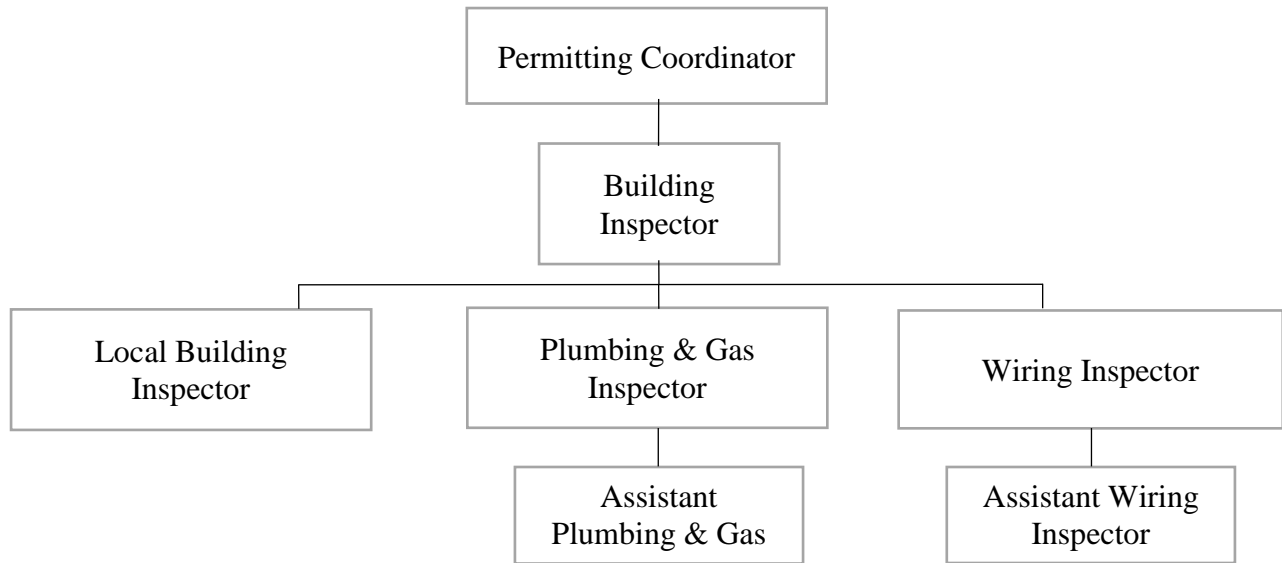 Permitting Coordinator
Building
Inspector
Local Building
Inspector
Plumbing & Gas
Inspector
Wiring Inspector
Assistant
Plumbing & Gas
Assistant Wiring
Inspector